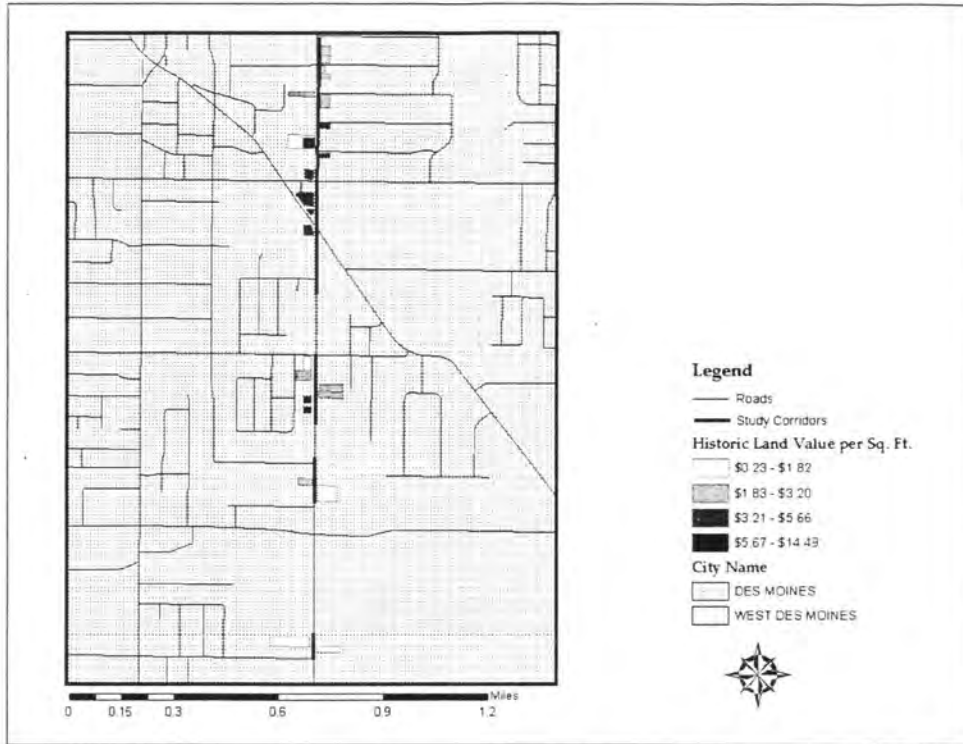 Legend
Roads
Study Corridors
Historic Land Value per Sq. Ft.
$0.23 - $1.82
$1.83 - $3.20
$3.21 - $5.66
$5.67 - $14.49
City Name
DES MOINES
WEST DES MOINES
Miles
0 0.15 0.3 0.6 0.9 1.2